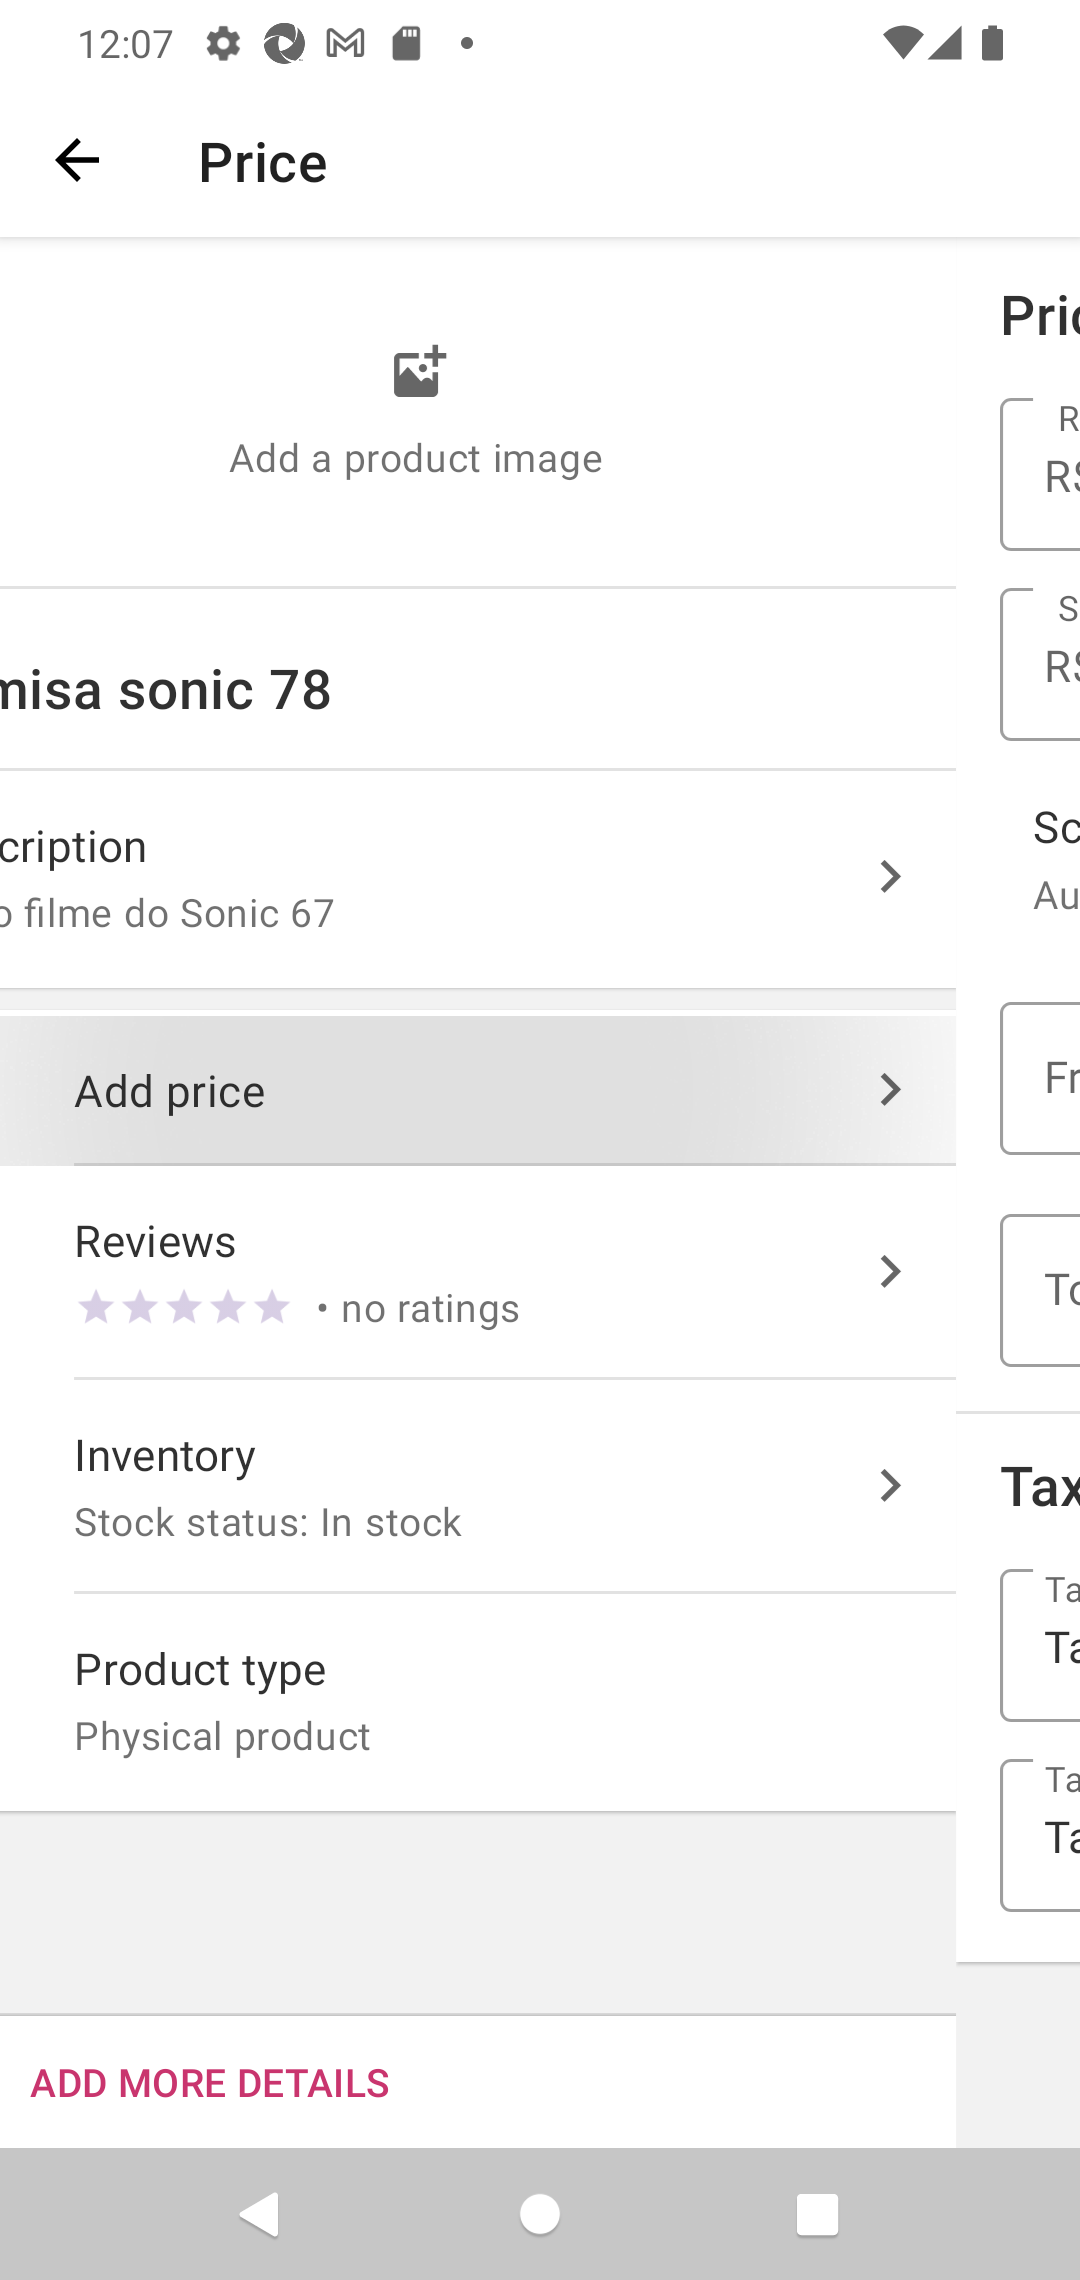 12:07
Price
Add a product image
misa sonic 78
cription
o filme do Sonic 67
Add price
Reviews
• no ratings
Inventory
Stock status: In stock
Product type
Physical product
ADD MORE DETAILS
Pric
R
R$
S
R$
Sc
Au
Fr
To
Tax
Ta
Ta
Ta
Ta